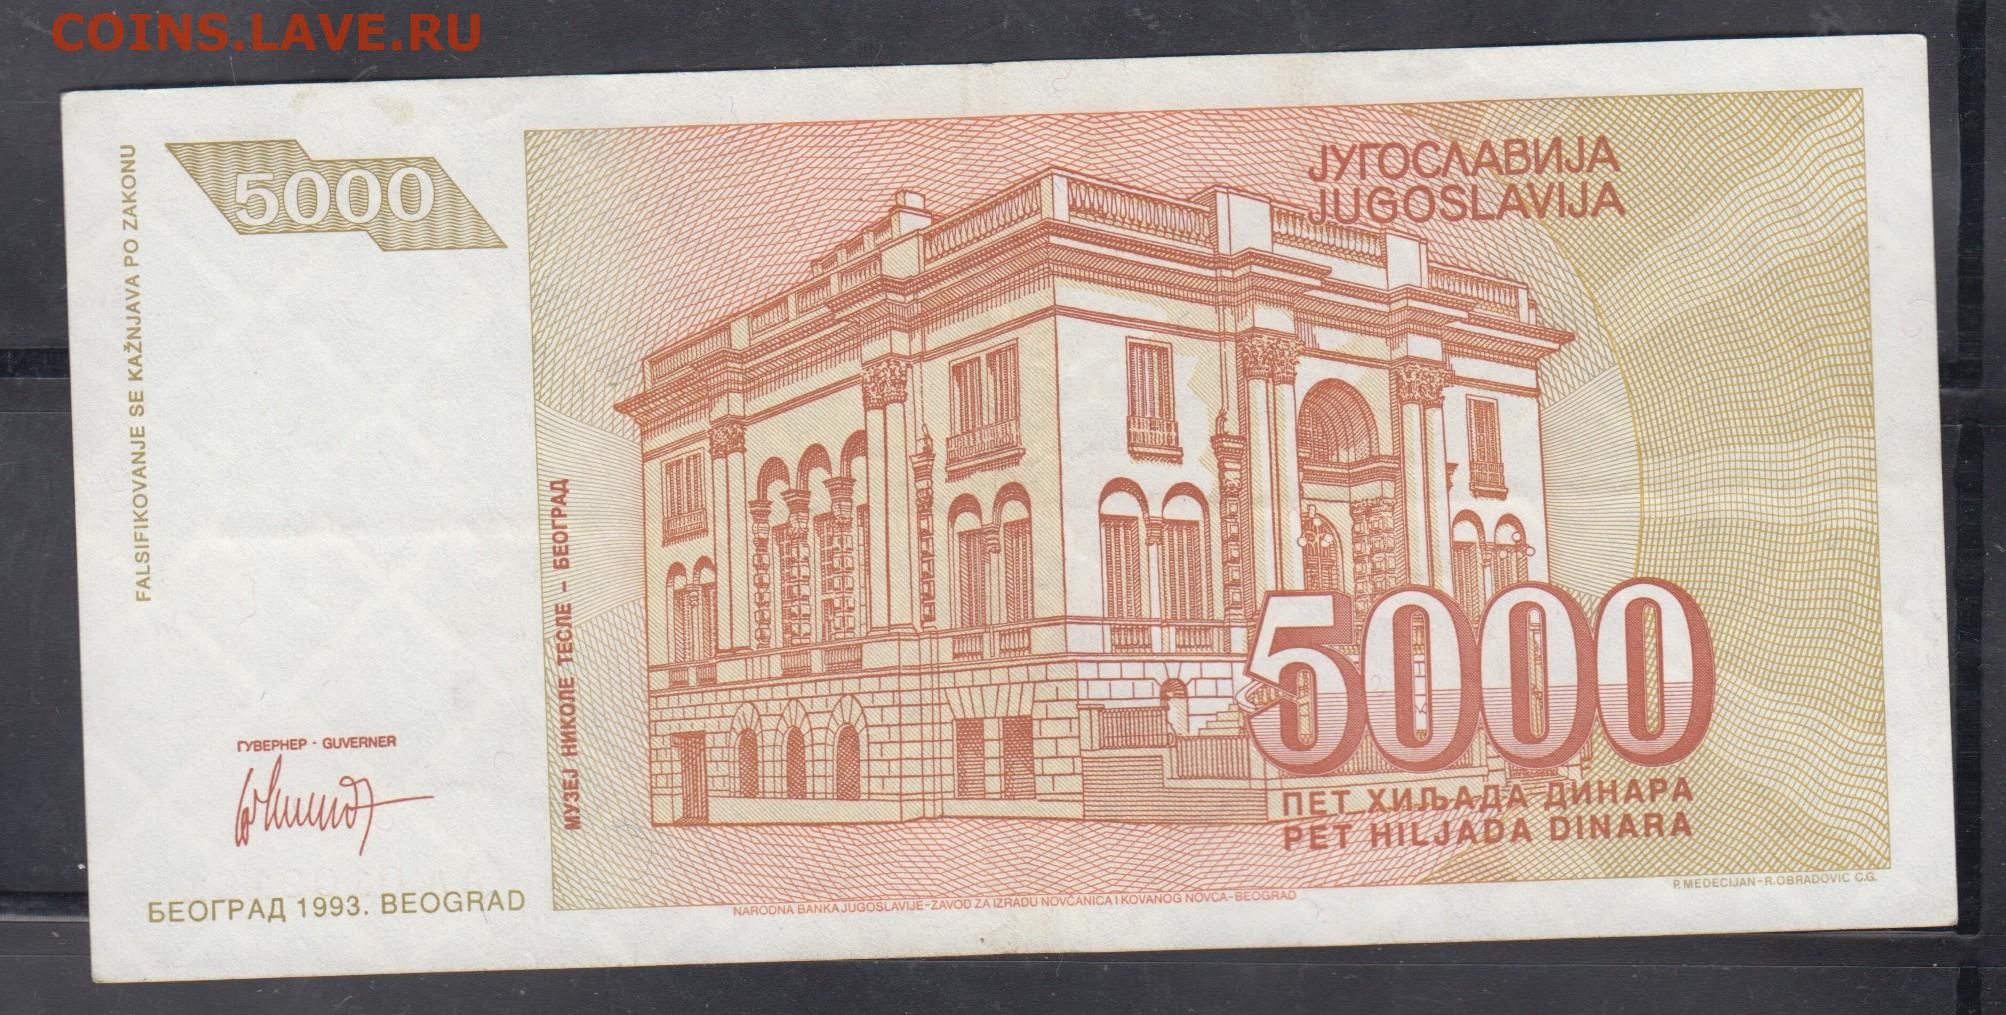 COINS.LAVE.RU
FALSIFIKOVANJE SE KAŽNJAVA PO ZAKONU
5000
ЈУГОСЛАВИЈА
JUGOSLAVIJA
МУЗЕЈ НИКОЛЕ ТЕСЛЕ – БЕОГРАД
5000
ПЕТ ХИЉАДА ДИНАРА
PET HILJADA DINARA
ГУВЕРНЕР - GUVERNER
БЕОГРАД 1993. BEOGRAD
NARODNA BANKA JUGOSLAVIJE-ZAVOD ZA IZRADU NOVČANICA I KOVANOG NOVCA-BEOGRAD
P. MEDECIJAN-R. OBRADOVIC C.G.